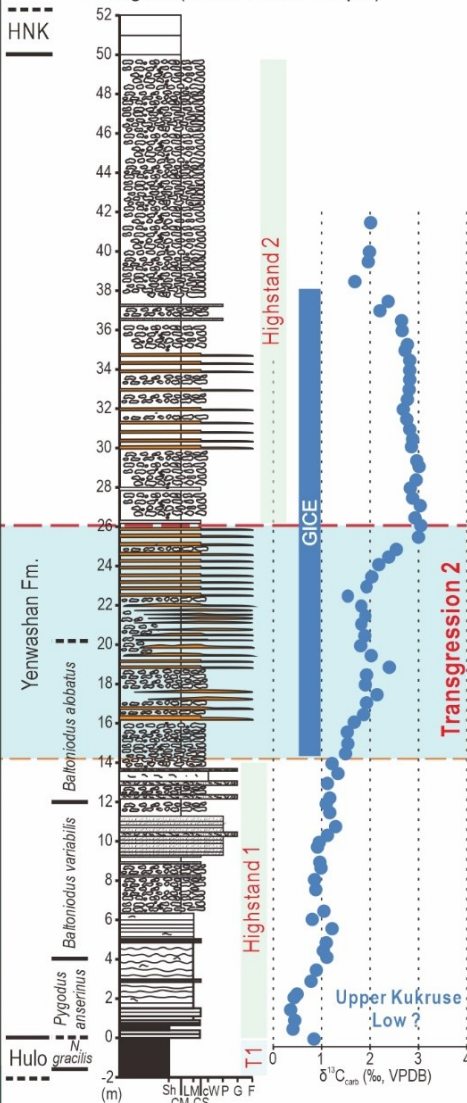 HNK
52
50
48
46
44
42
40
38
36
34
32
30
28
26
24
22
20
18
16
14
12
10
8
6
4
2
0
-2
(m)
Yenwashan Fm.
Hulo
Baltoniodus alobatus
Baltoniodus variabilis
Pygodus
anserinus
N.
gracilis
Highstand 2
GICE
Transgression 2
Highstand 1
T1
Upper Kukruse
Low ?
0 1 2 3 4
δ¹³Ccarb (‰, VPDB)
Sh LM cW P G F
CM CS